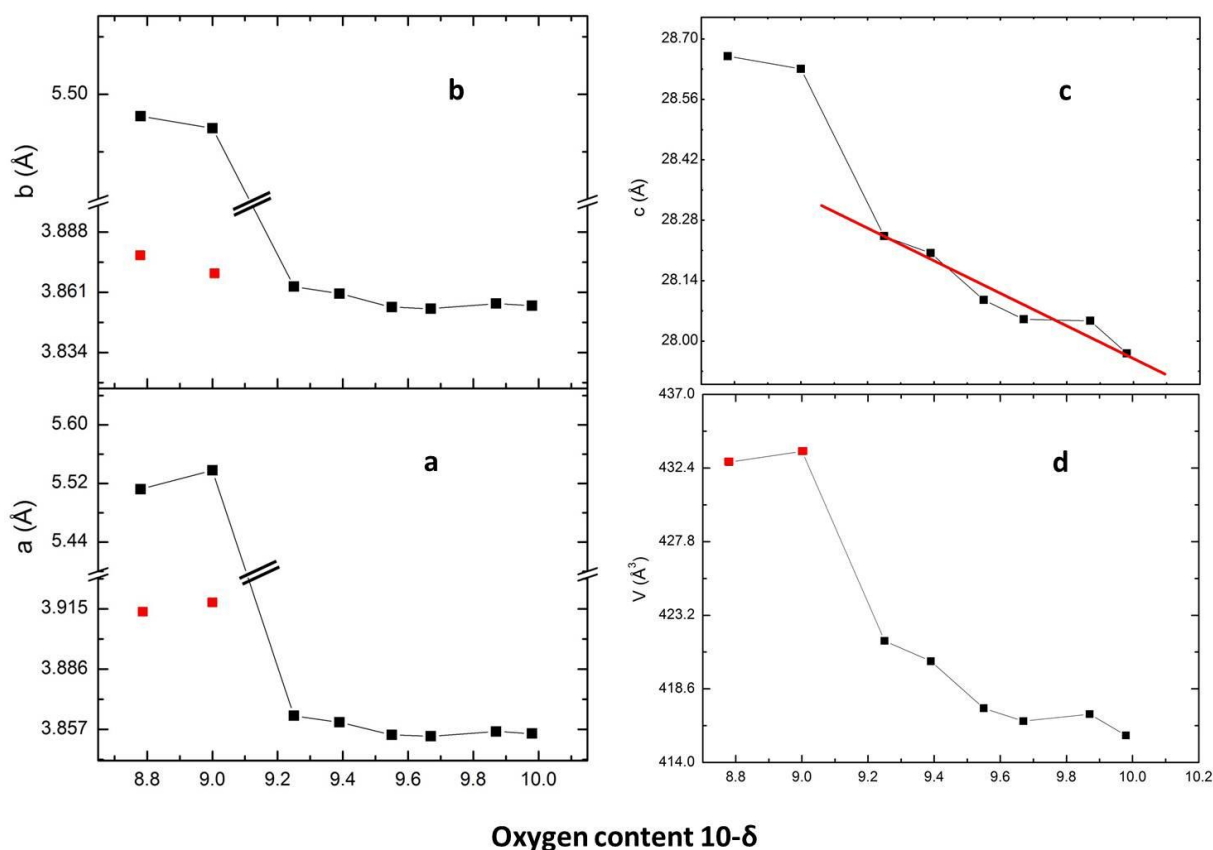 b
b (Å)
5.50
3.888
3.861
3.834
a
a (Å)
5.60
5.52
5.44
3.915
3.886
3.857
8.8 9.0 9.2 9.4 9.6 9.8 10.0
c
c (Å)
28.70
28.56
28.42
28.28
28.14
28.00
d
V (Å³)
437.0
432.4
427.8
423.2
418.6
414.0
8.8 9.0 9.2 9.4 9.6 9.8 10.0 10.2
Oxygen content 10-δ